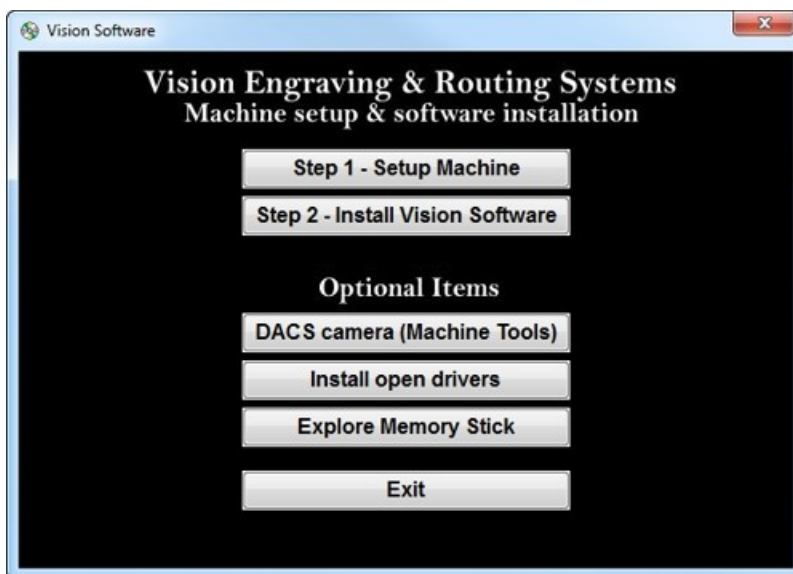 Vision Software
Vision Engraving & Routing Systems
Machine setup & software installation
Step 1 - Setup Machine
Step 2 - Install Vision Software
Optional Items
DACS camera (Machine Tools)
Install open drivers
Explore Memory Stick
Exit